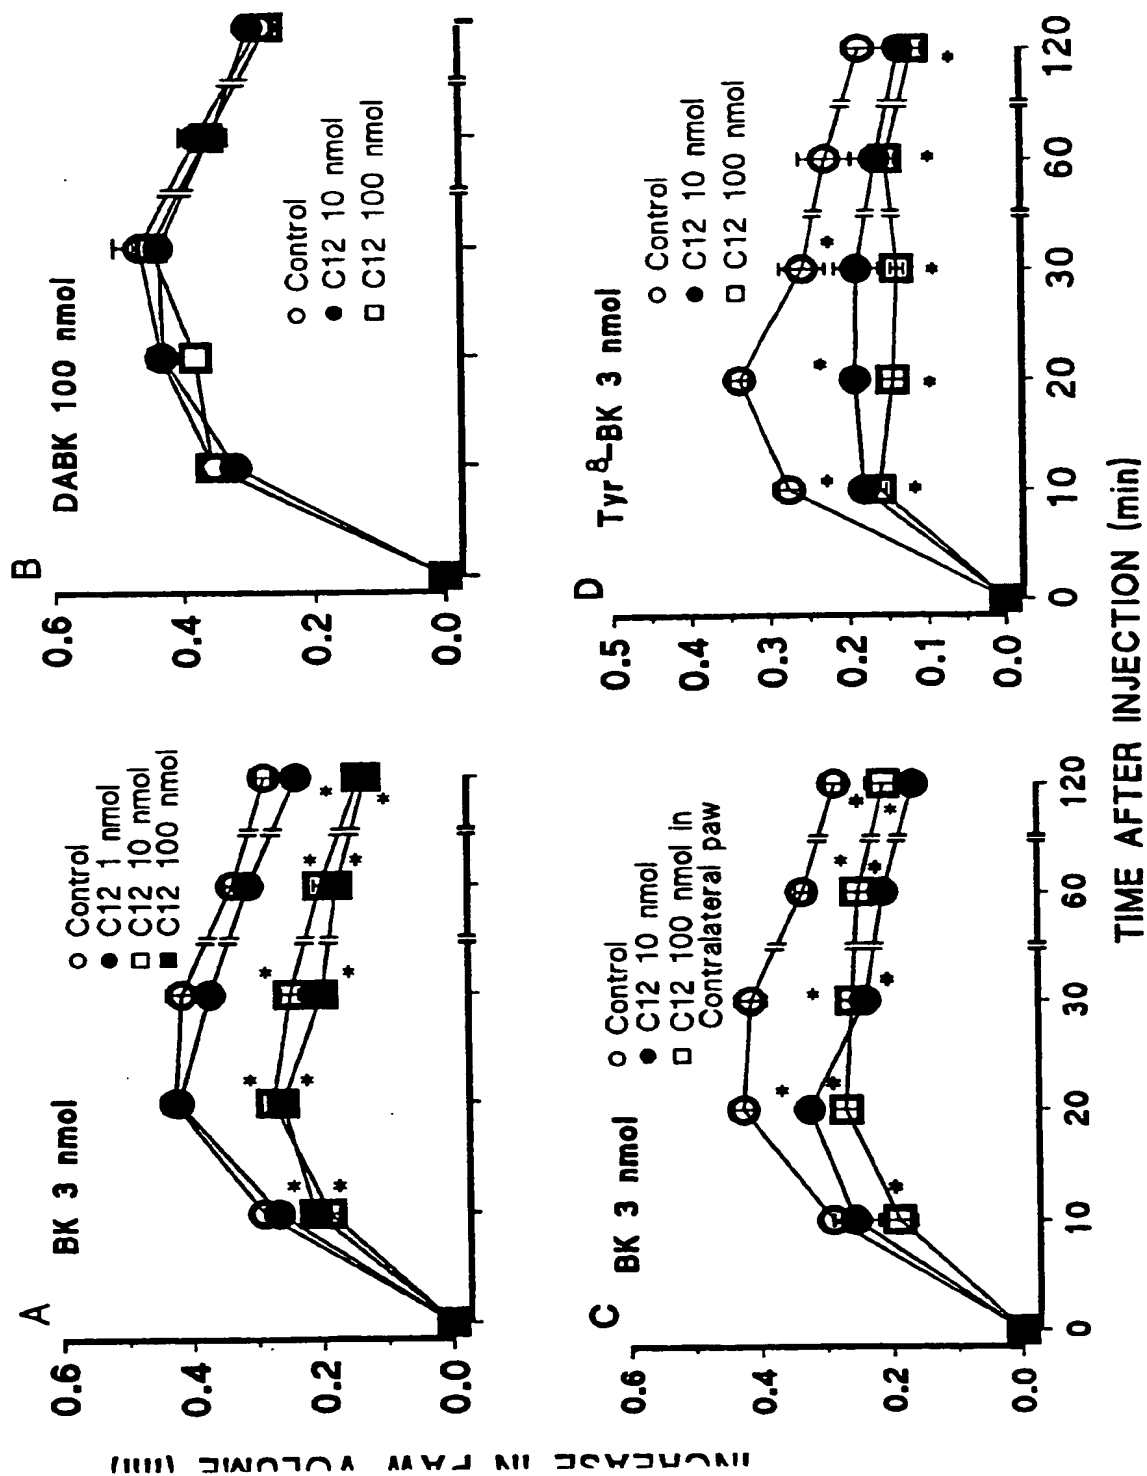 A
BK 3 nmol
Control
C12 1 nmol
C12 10 nmol
C12 100 nmol
0.6
0.4
0.2
0.0
* * * * * * * * * *
B
DABK 100 nmol
Control
C12 10 nmol
C12 100 nmol
0.6
0.4
0.2
0.0
C
BK 3 nmol
Control
C12 10 nmol
C12 100 nmol in
Contralateral paw
0.6
0.4
0.2
0.0
* * * * * * * * *
0 10 20 30 60 120
D
Tyr⁸-BK 3 nmol
Control
C12 10 nmol
C12 100 nmol
0.5
0.4
0.3
0.2
0.1
0.0
* * * * * * * *
0 10 20 30 60 120
INCREASE IN PAW VOLUME (ml)
TIME AFTER INJECTION (min)